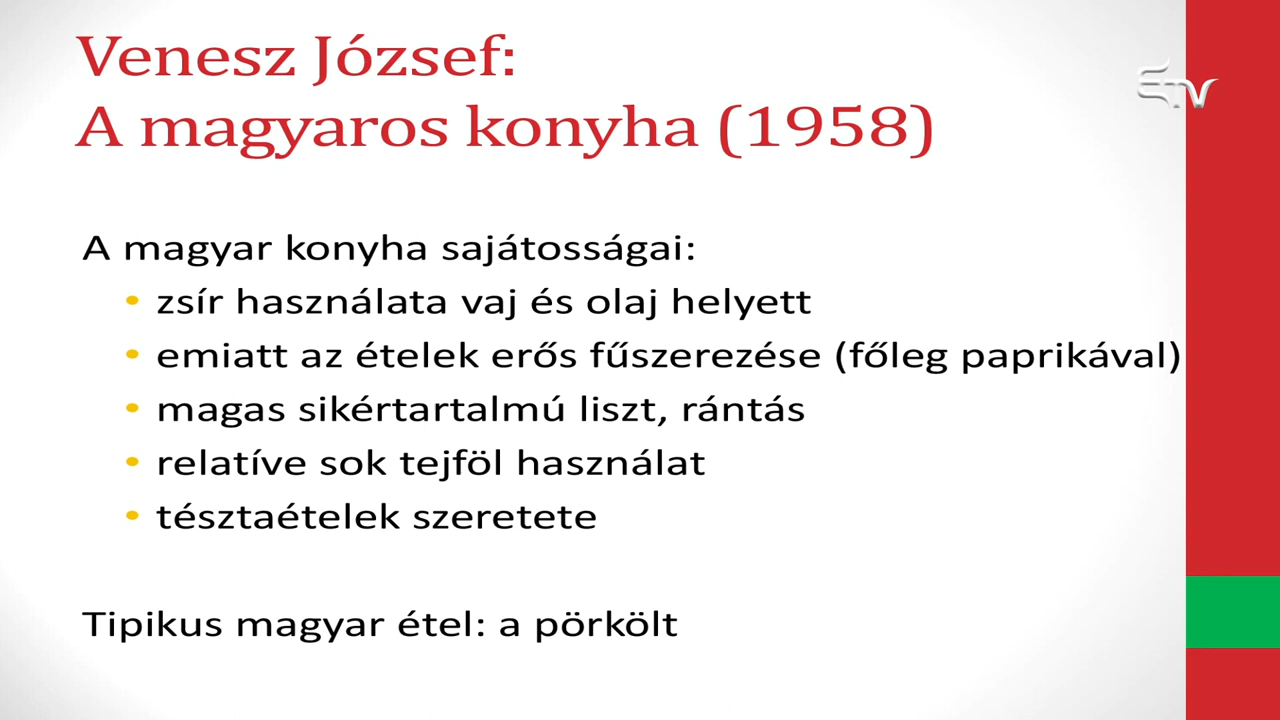 Venesz József:
A magyaros konyha (1958)
ETV
A magyar konyha sajátosságai:
• zsír használata vaj és olaj helyett
• emiatt az ételek erős fűszerezése (főleg paprikával)
• magas sikértartalmú liszt, rántás
• relatíve sok tejföl használat
• tésztaételek szeretete
Tipikus magyar étel: a pörkölt